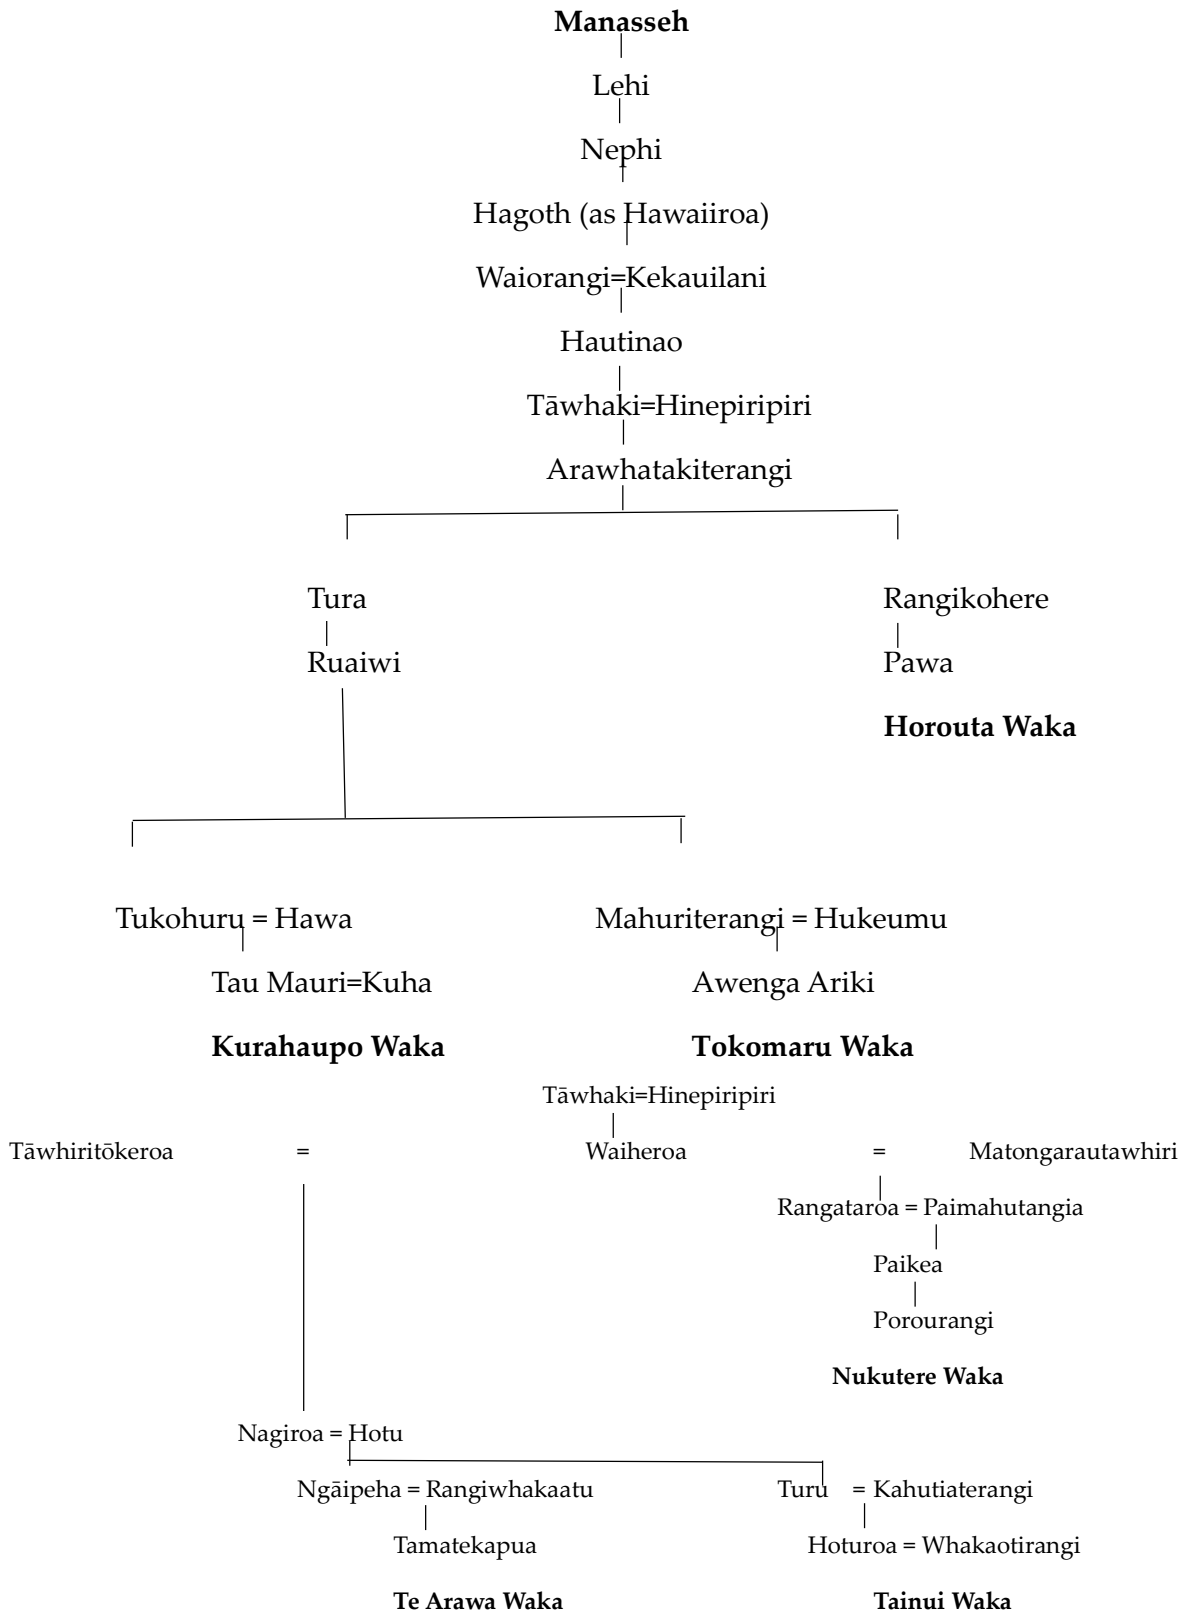 Manasseh
Lehi
Nephi
Hagoth (as Hawaiiroa)
Waiorangi=Kekauilani
Hautinao
Tāwhaki=Hinepiripiri
Arawhatakiterangi
Tura Rangikohere
Ruaiwi Pawa
Horouta Waka
Tukohuru = Hawa Mahuriterangi = Hukeumu
Tau Mauri=Kuha Awenga Ariki
Kurahaupo Waka Tokomaru Waka
Tāwhaki=Hinepiripiri
Tāwhiritōkeroa = Waiheroa = Matongarautawhiri
Rangataroa = Paimahutangia
Paikea
Porourangi
Nukutere Waka
Nagiroa = Hotu
Ngāipeha = Rangiwhakaatu Turu = Kahutiaterangi
Tamatekapua Hoturoa = Whakaotirangi
Te Arawa Waka Tainui Waka